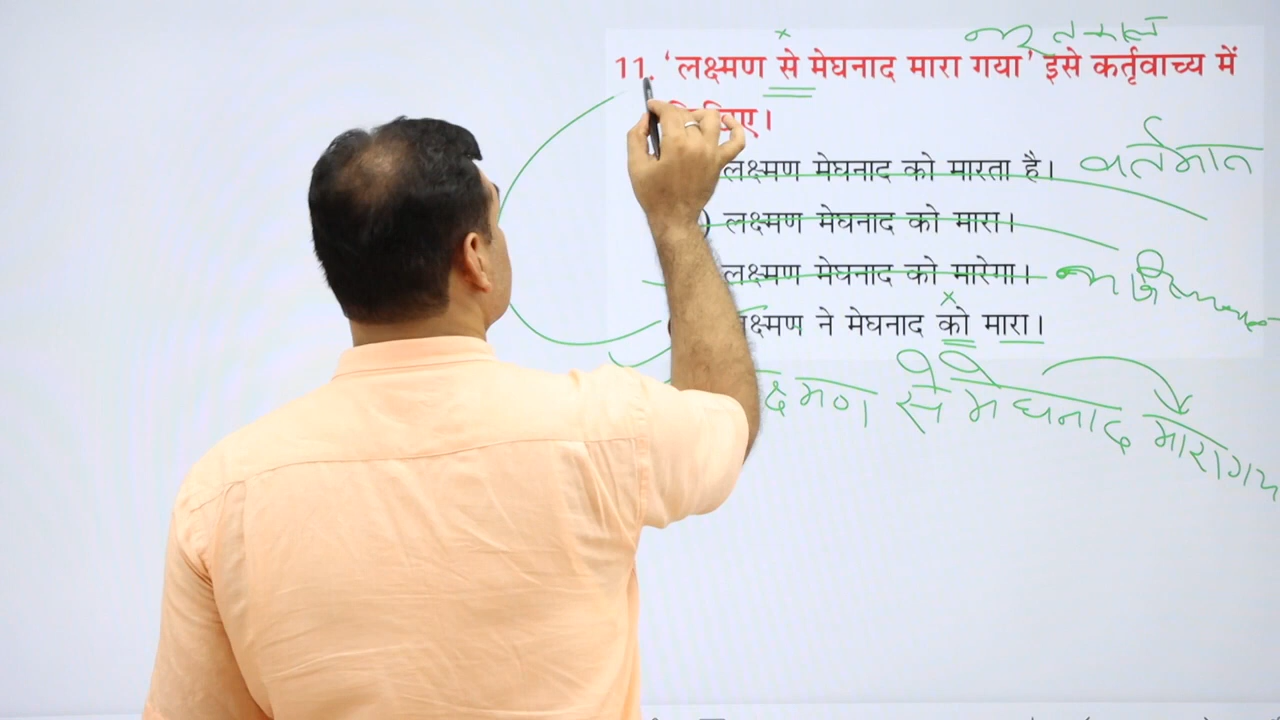 भूतकाल
11. ‘लक्ष्मण से मेघनाद मारा गया’ इसे कर्तृवाच्य में
लिखिए।
लक्ष्मण मेघनाद को मारता है। वर्तमान
) लक्ष्मण मेघनाद को मारा।
लक्ष्मण मेघनाद को मारेगा।
लक्ष्मण ने मेघनाद को मारा।
क्ष्मण से मेघनाद मारा गया